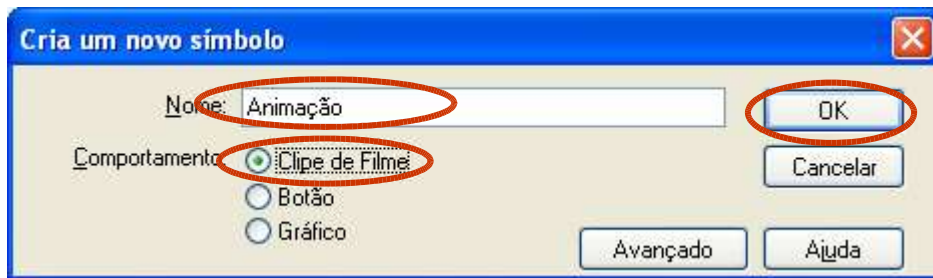 Cria um novo símbolo
Nome: Animação OK
Comportamento: Clipe de Filme Cancelar
Botão
Gráfico
Avançado Ajuda